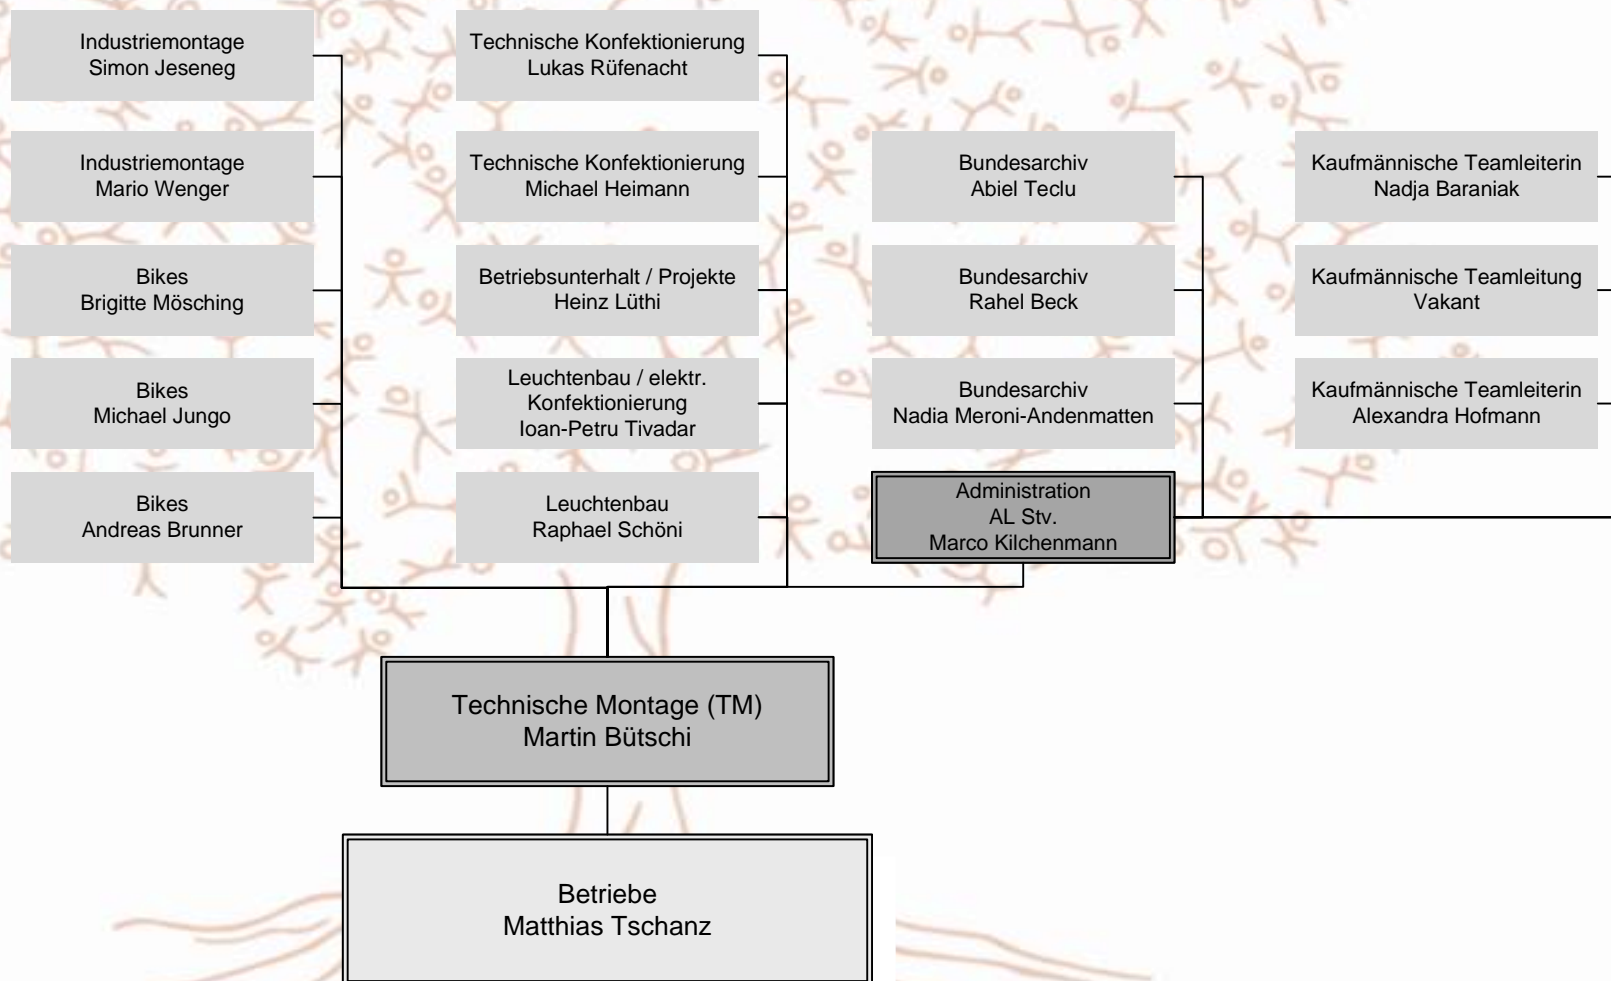 Industriemontage
Simon Jeseneg
Industriemontage
Mario Wenger
Bikes
Brigitte Mösching
Bikes
Michael Jungo
Bikes
Andreas Brunner
Technische Konfektionierung
Lukas Rüfenacht
Technische Konfektionierung
Michael Heimann
Betriebsunterhalt / Projekte
Heinz Lüthi
Leuchtenbau / elektr.
Konfektionierung
Ioan-Petru Tivadar
Leuchtenbau
Raphael Schöni
Bundesarchiv
Abiel Teclu
Bundesarchiv
Rahel Beck
Bundesarchiv
Nadia Meroni-Andenmatten
Administration
AL Stv.
Marco Kilchenmann
Kaufmännische Teamleiterin
Nadja Baraniak
Kaufmännische Teamleitung
Vakant
Kaufmännische Teamleiterin
Alexandra Hofmann
Technische Montage (TM)
Martin Bütschi
Betriebe
Matthias Tschanz